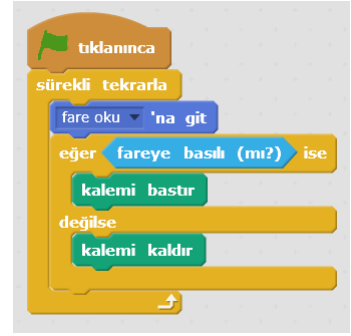 tıklanınca
sürekli tekrarla
fare oku 'na git
eğer fareye basılı (mı?) ise
kalemi bastır
değilse
kalemi kaldır